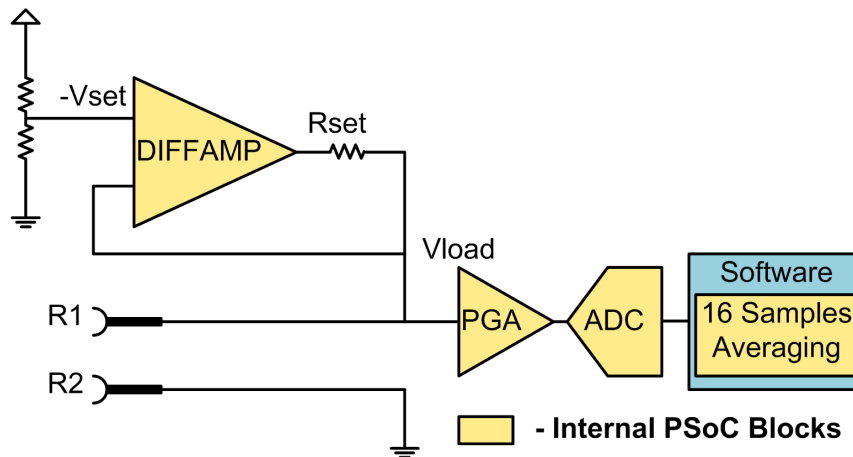 -Vset
Rset
DIFFAMP
Vload
Software
R1
PGA
ADC
16 Samples
Averaging
R2
- Internal PSoC Blocks